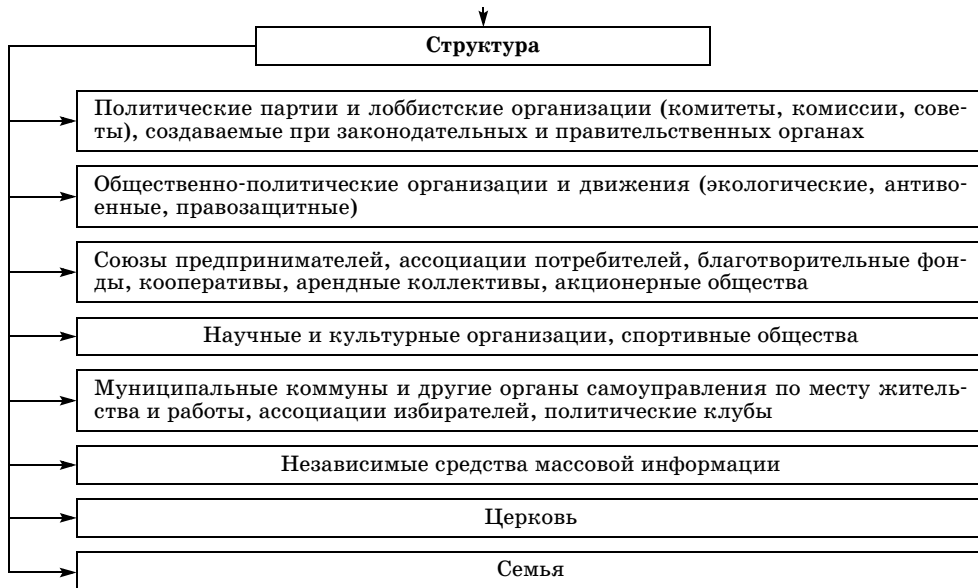 Структура
Политические партии и лоббистские организации (комитеты, комиссии, сове-
ты), создаваемые при законодательных и правительственных органах
Общественно-политические организации и движения (экологические, антиво-
енные, правозащитные)
Союзы предпринимателей, ассоциации потребителей, благотворительные фон-
ды, кооперативы, арендные коллективы, акционерные общества
Научные и культурные организации, спортивные общества
Муниципальные коммуны и другие органы самоуправления по месту житель-
ства и работы, ассоциации избирателей, политические клубы
Независимые средства массовой информации
Церковь
Семья